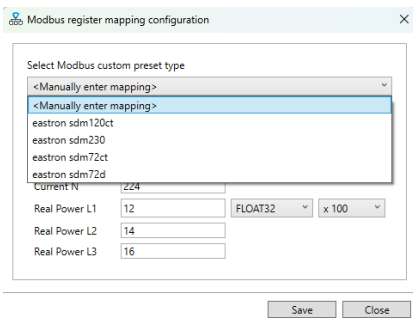 Modbus register mapping configuration
Select Modbus custom preset type
<Manually enter mapping>
<Manually enter mapping>
eastron sdm120ct
eastron sdm230
eastron sdm72ct
eastron sdm72d
Current N 224
Real Power L1 12 FLOAT32 x 100
Real Power L2 14
Real Power L3 16
Save Close